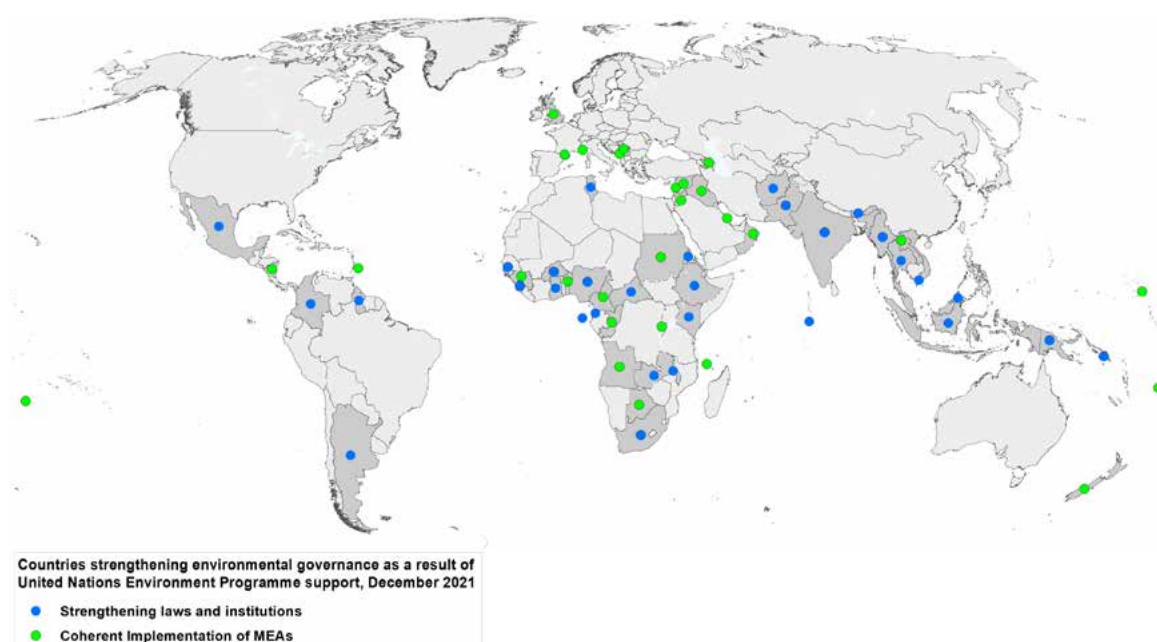 Countries strengthening environmental governance as a result of
United Nations Environment Programme support, December 2021
Strengthening laws and institutions
Coherent Implementation of MEAs